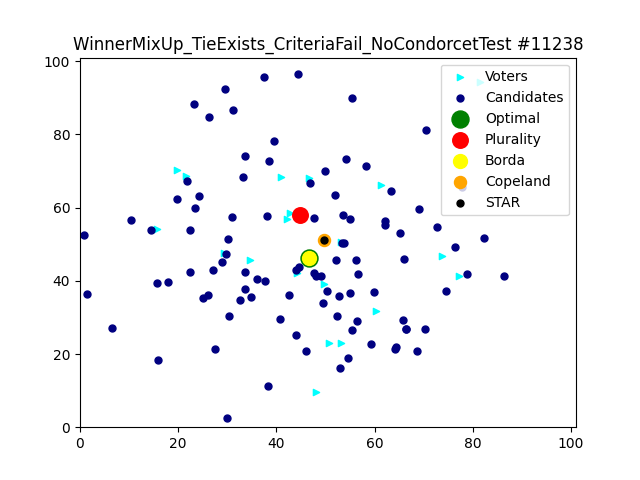 WinnerMixUp_TieExists_CriteriaFail_NoCondorcetTest #11238
100
80
60
40
20
0
0 20 40 60 80 100
Voters
Candidates
Optimal
Plurality
Borda
Copeland
STAR